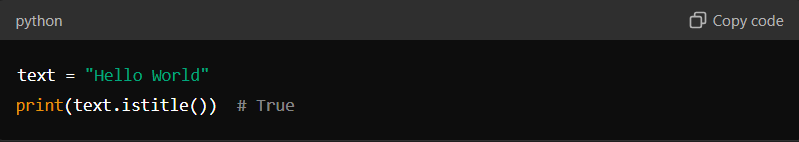 python
Copy code
text = "Hello World"
print(text.istitle())  # True